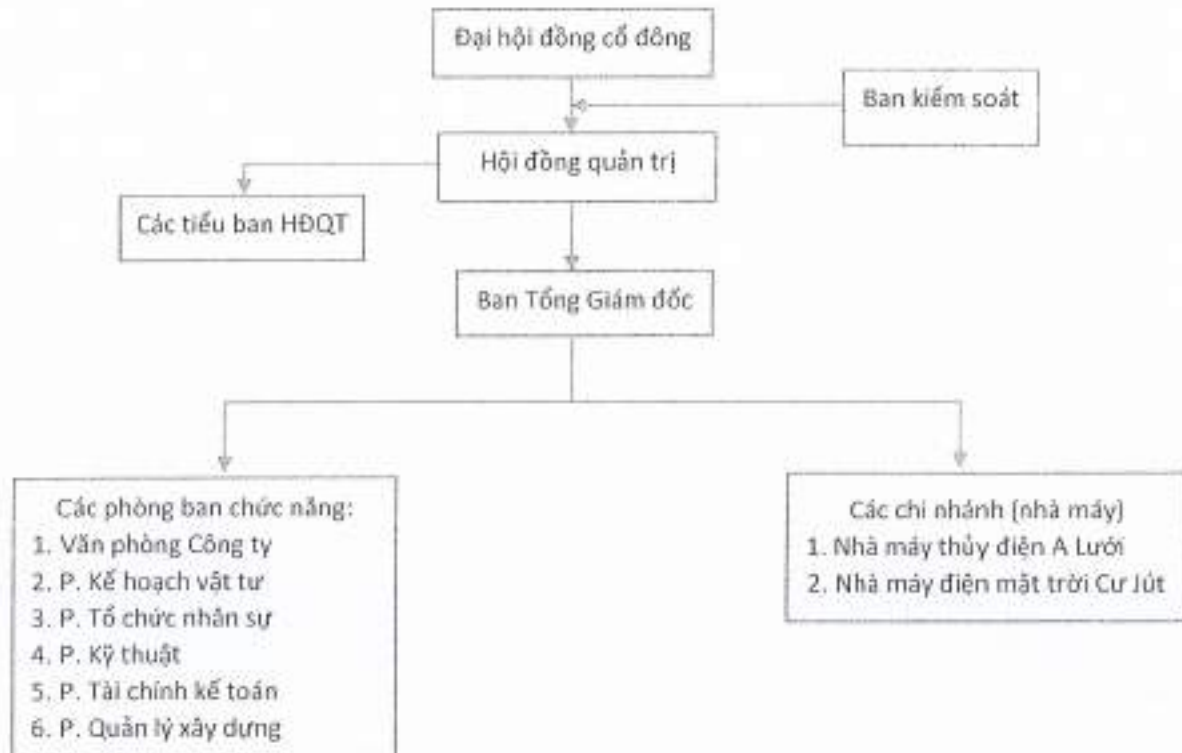 Đại hội đồng cổ đông
Ban kiểm soát
Hội đồng quản trị
Các tiểu ban HĐQT
Ban Tổng Giám đốc
Các phòng ban chức năng:
1. Văn phòng Công ty
2. P. Kế hoạch vật tư
3. P. Tổ chức nhân sự
4. P. Kỹ thuật
5. P. Tài chính kế toán
6. P. Quản lý xây dựng
Các chi nhánh (nhà máy)
1. Nhà máy thủy điện A Lưới
2. Nhà máy điện mặt trời Cư Jút